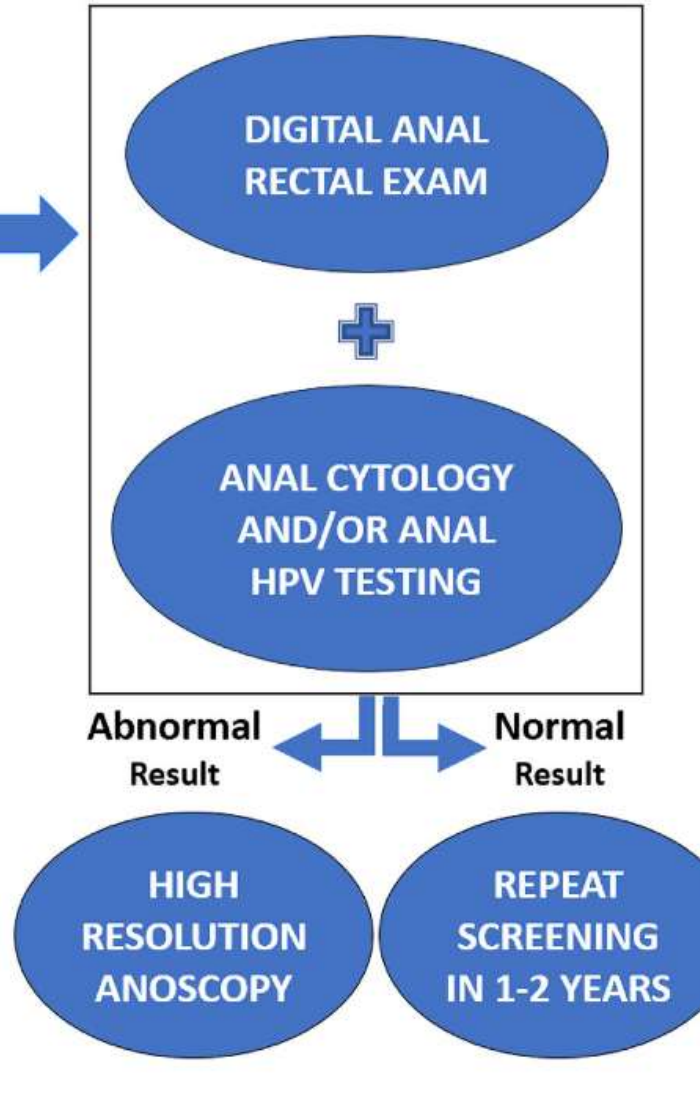 DIGITAL ANAL
RECTAL EXAM
ANAL CYTOLOGY
AND/OR ANAL
HPV TESTING
Abnormal
Result
Normal
Result
HIGH
RESOLUTION
ANOSCOPY
REPEAT
SCREENING
IN 1-2 YEARS